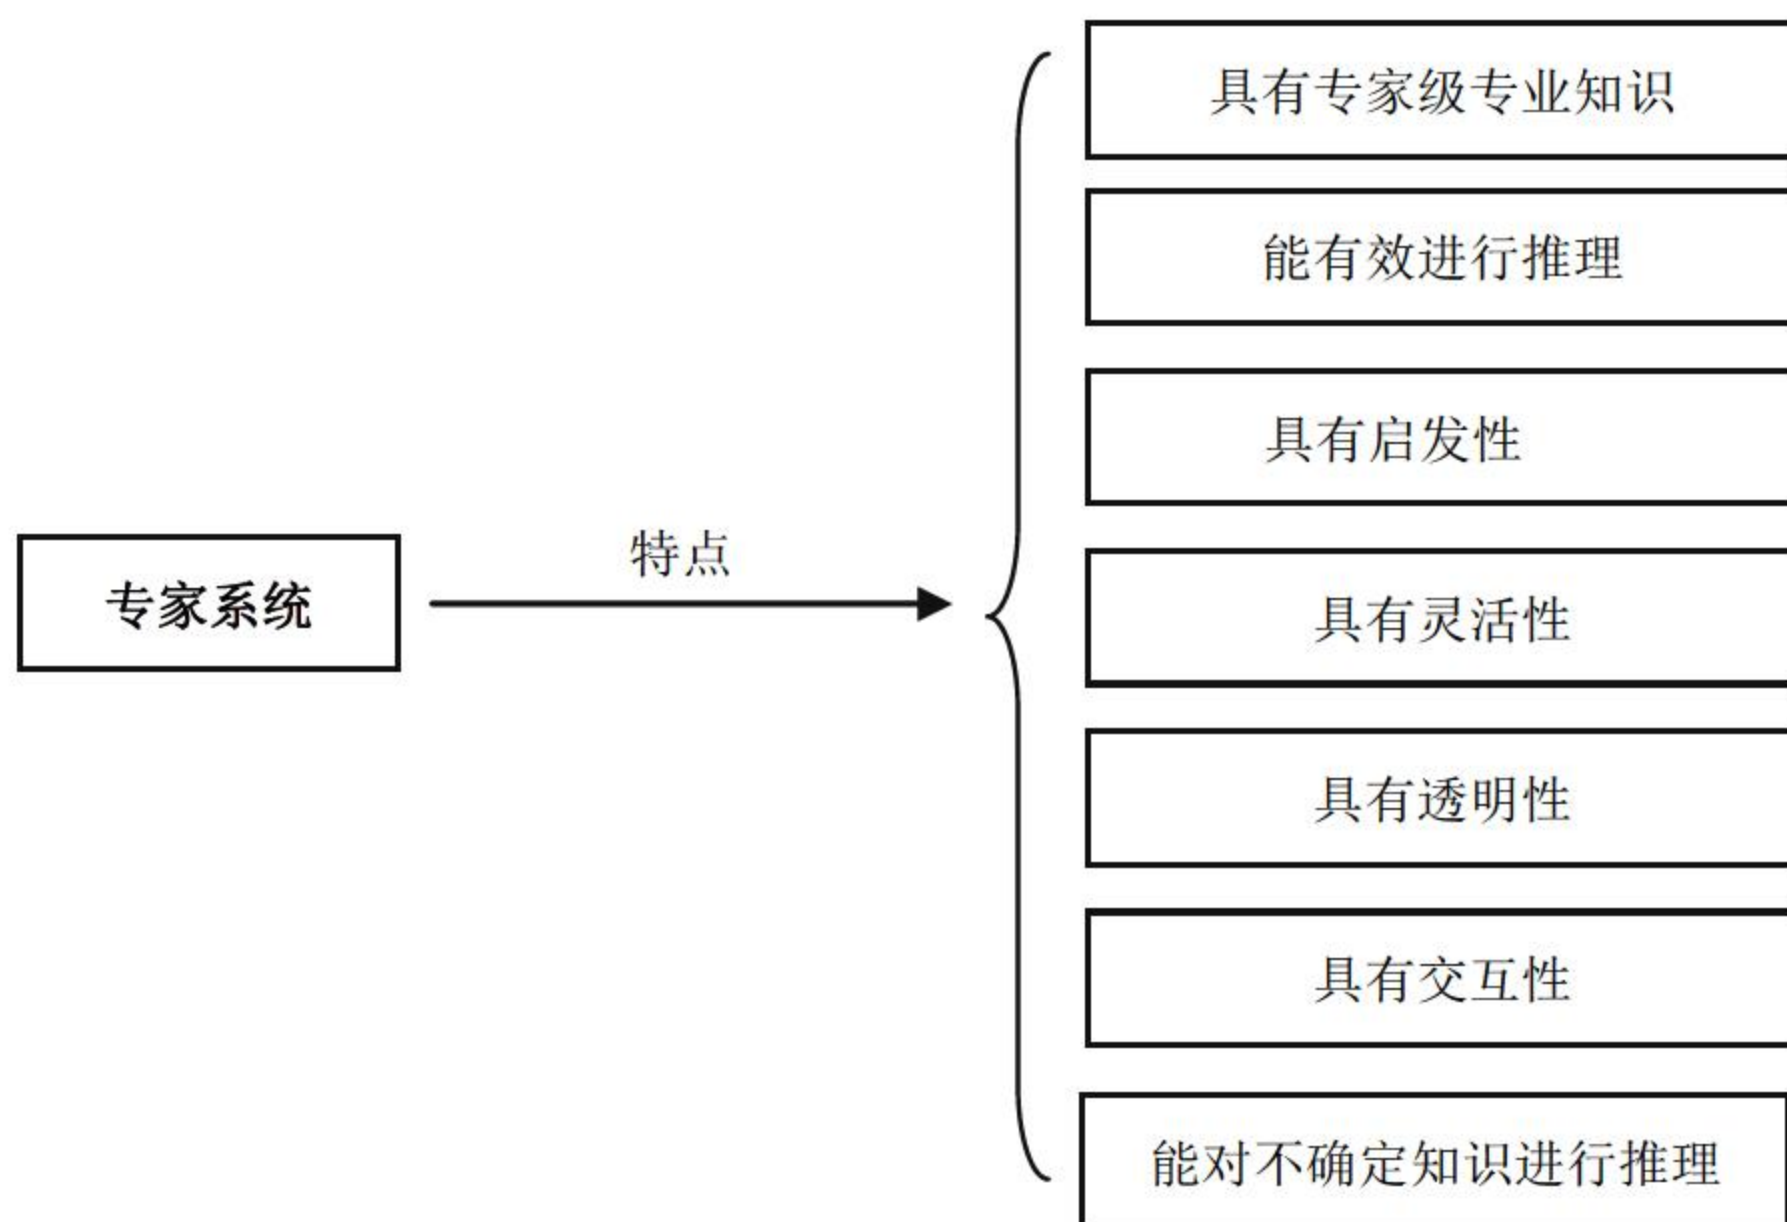 具有专家级专业知识
能有效进行推理
具有启发性
具有灵活性
专家系统
特点
具有透明性
具有交互性
能对不确定知识进行推理